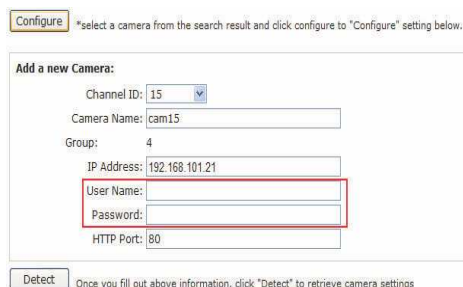 Configure *select a camera from the search result and click configure to "Configure" setting below.
Add a new Camera:
Channel ID: 15
Camera Name: cam15
Group: 4
IP Address: 192.168.101.21
User Name:
Password:
HTTP Port: 80
Detect Once you fill out above information, click "Detect" to retrieve camera settings